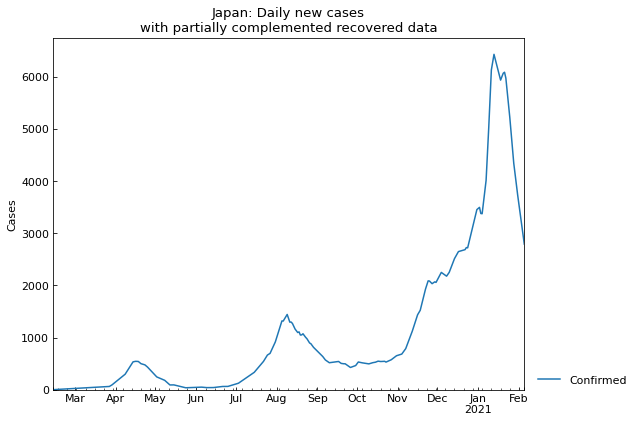 Japan: Daily new cases
with partially complemented recovered data
Cases
6000
5000
4000
3000
2000
1000
0
Mar Apr May Jun Jul Aug Sep Oct Nov Dec Jan Feb
2021
Confirmed